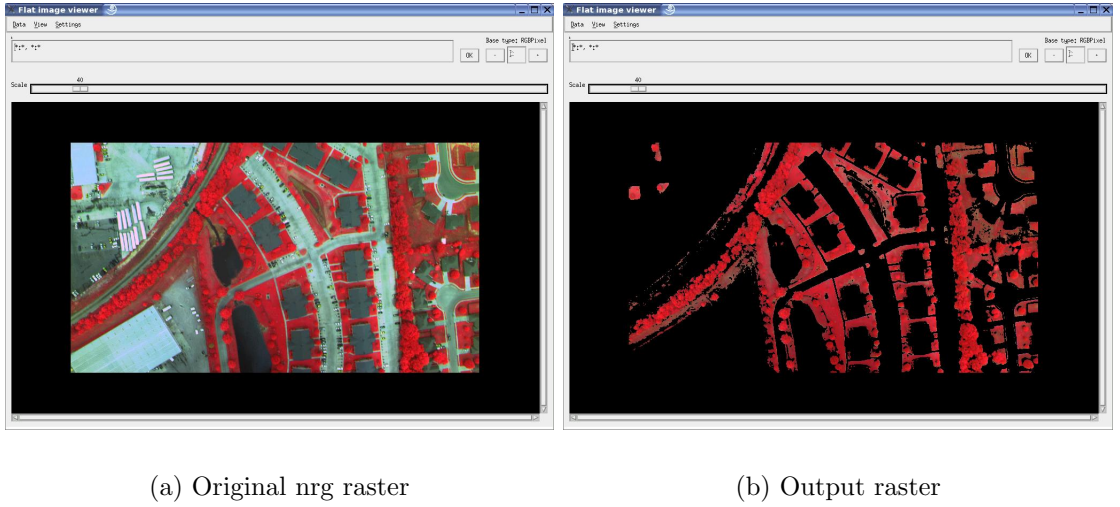 Flat image viewer
Data View Settings
Base type: RGBPixel
*:*, *:*
OK - +
40
Scale
Flat image viewer
Data View Settings
Base type: RGBPixel
*:*, *:*
OK - +
40
Scale
(a) Original nrg raster
(b) Output raster